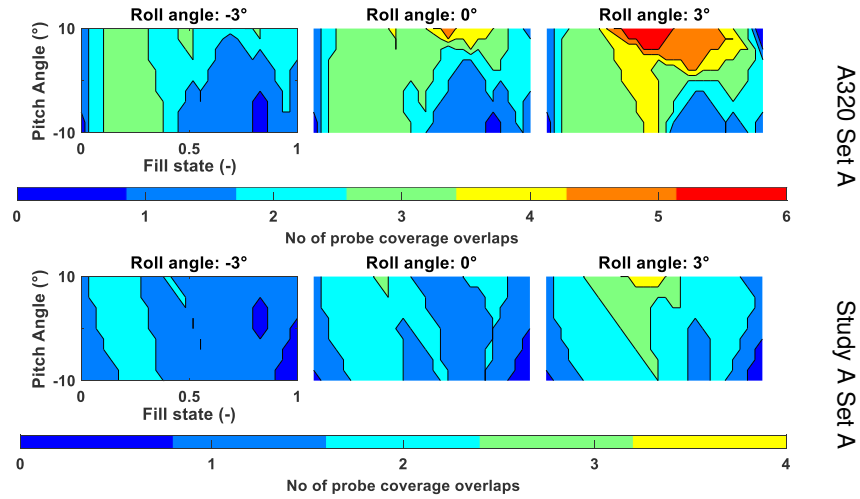 Roll angle: -3° Roll angle: 0° Roll angle: 3°
10
Pitch Angle (°)
-10
0 0.5 1
Fill state (-)
A320 Set A
0 1 2 3 4 5 6
No of probe coverage overlaps
Roll angle: -3° Roll angle: 0° Roll angle: 3°
10
Pitch Angle (°)
-10
0 0.5 1
Fill state (-)
Study A Set A
0 1 2 3 4
No of probe coverage overlaps